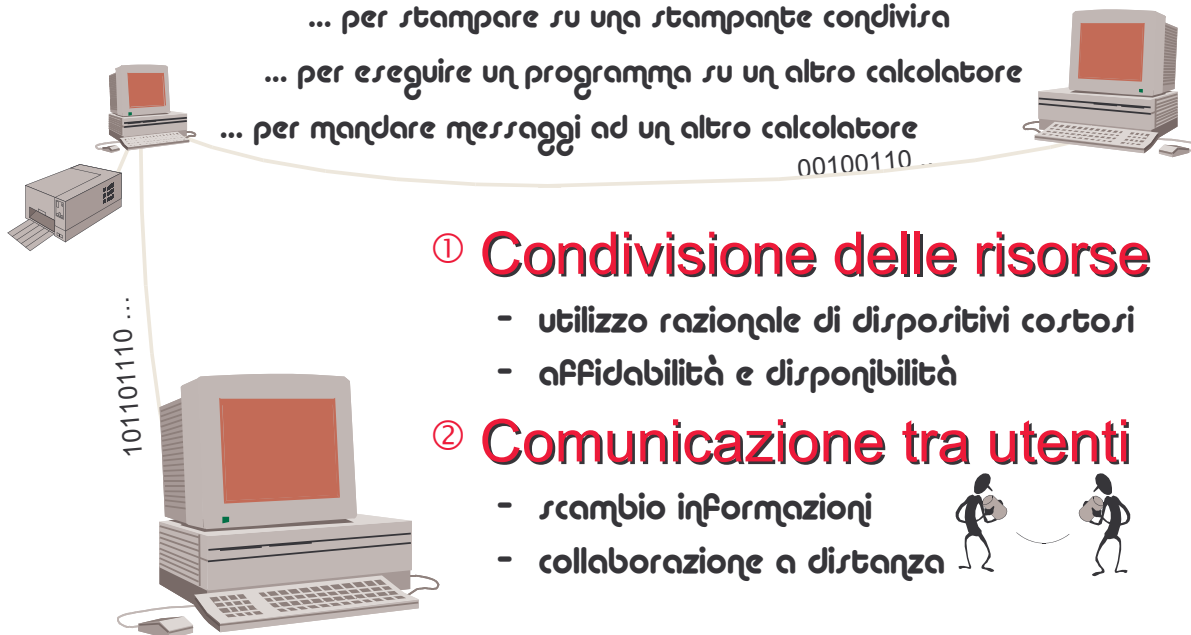 ... per stampare su una stampante condivisa
... per eseguire un programma su un altro calcolatore
... per mandare messaggi ad un altro calcolatore
00100110 ..
① Condivisione delle risorse
- utilizzo razionale di dispositivi costosi
- affidabilità e disponibilità
101101110 ...
② Comunicazione tra utenti
- scambio informazioni
- collaborazione a distanza